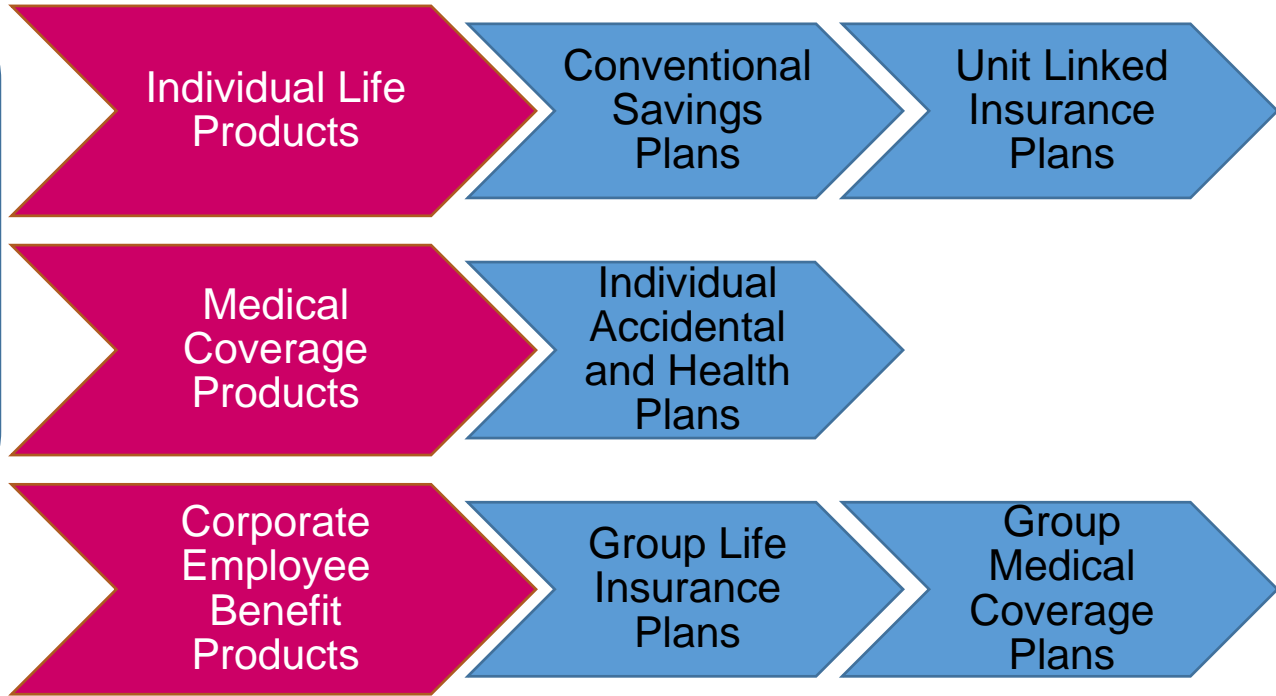 Individual Life
Products
Conventional
Savings
Plans
Unit Linked
Insurance
Plans
Medical
Coverage
Products
Individual
Accidental
and Health
Plans
Corporate
Employee
Benefit
Products
Group Life
Insurance
Plans
Group
Medical
Coverage
Plans